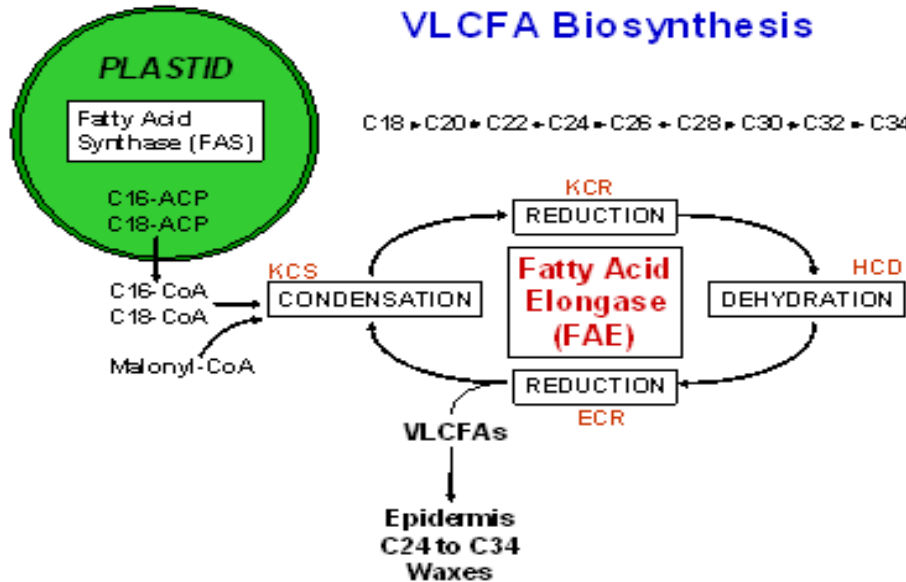 VLCFA Biosynthesis
PLASTID
Fatty Acid
Synthase (FAS)
C16-ACP
C18-ACP
C18 C20 C22 C24 C26 C28 C30 C32 C34
KCR
REDUCTION
KCS
CONDENSATION
Fatty Acid
Elongase
(FAE)
HCD
DEHYDRATION
C16-CoA
C18-CoA
Malonyl-CoA
REDUCTION
ECR
VLCFAs
Epidermis
C24 to C34
Waxes